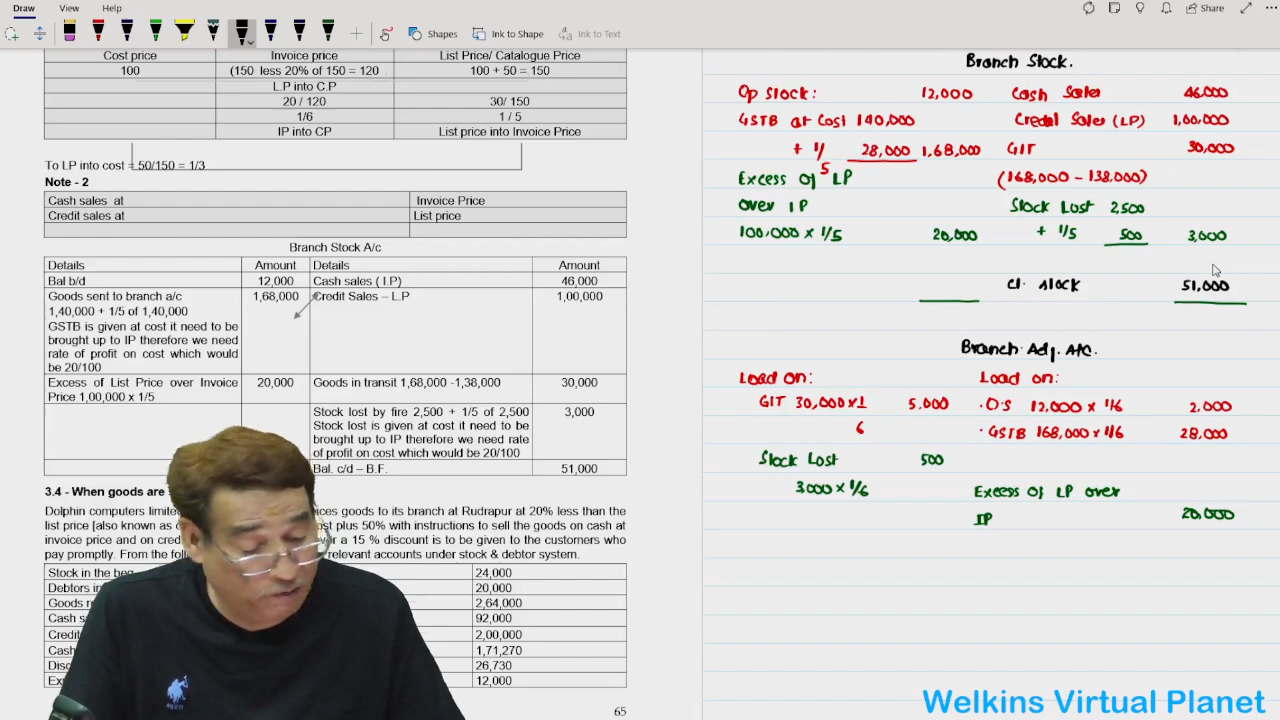 Draw View Help
Shapes Ink to Shape Ink to Text Share
Cost price Invoice price List Price/ Catalogue Price
100 (150 less 20% of 150 = 120 100 + 50 = 150
L.P into C.P
20 / 120 30/ 150
1/6 1 / 5
IP into CP List price into Invoice Price
To LP into cost = 50/150 = 1/3
Note - 2
Cash sales at Invoice Price
Credit sales at List price
Branch Stock A/c
Details Amount Details Amount
Bal b/d 12,000 Cash sales ( I.P) 46,000
Goods sent to branch a/c 1,68,000 Credit Sales – L.P 1,00,000
1,40,000 + 1/5 of 1,40,000
GSTB is given at cost it need to be
brought up to IP therefore we need
rate of profit on cost which would
be 20/100
Excess of List Price over Invoice 20,000 Goods in transit 1,68,000 -1,38,000 30,000
Price 1,00,000 x 1/5
Stock lost by fire 2,500 + 1/5 of 2,500 3,000
Stock lost is given at cost it need to be
brought up to IP therefore we need rate
of profit on cost which would be 20/100
Bal. c/d – B.F. 51,000
3.4 - When goods are
Dolphin computers limited ices goods to its branch at Rudrapur at 20% less than the
list price [also known as st plus 50% with instructions to sell the goods on cash at
invoice price and on cred er a 15 % discount is to be given to the customers who
pay promptly. From the follo relevant accounts under stock & debtor system.
Stock in the beg 24,000
Debtors in 20,000
Goods re 2,64,000
Cash s 92,000
Credit 2,00,000
Cash 1,71,270
Disc 26,730
Ex 12,000
65
Branch Stock.
Op Stock: 12,000 Cash Sales 46,000
GSTB at Cost 140,000 Credit Sales (LP) 1,00,000
+ 1/5 28,000 1,68,000 GIT 30,000
Excess of LP (168,000 - 138,000)
over IP Stock Lost 2,500
100,000 x 1/5 20,000 + 1/5 500 3,000
Cl. Stock 51,000
Branch Adj. A/C.
Load on: Load on:
GIT 30,000 x 1 5.000 · O.S 12,000 x 1/6 2,000
6 · GSTB 168,000 x 1/6 28,000
Stock Lost 500
3000 x 1/6 Excess of LP over
IP 20,000
Welkins Virtual Planet